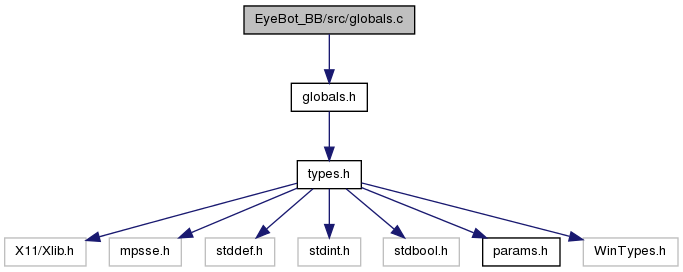 EyeBot_BB/src/globals.c
globals.h
types.h
X11/Xlib.h
mpsse.h
stddef.h
stdint.h
stdbool.h
params.h
WinTypes.h